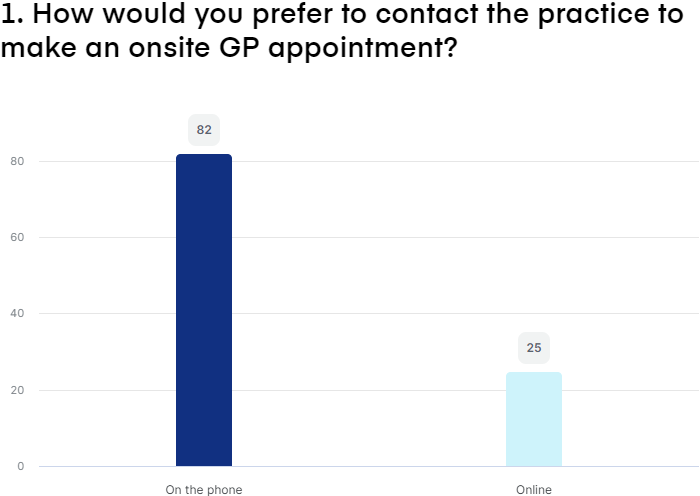 1. How would you prefer to contact the practice to
make an onsite GP appointment?
82
80
60
40
25
20
0
On the phone
Online